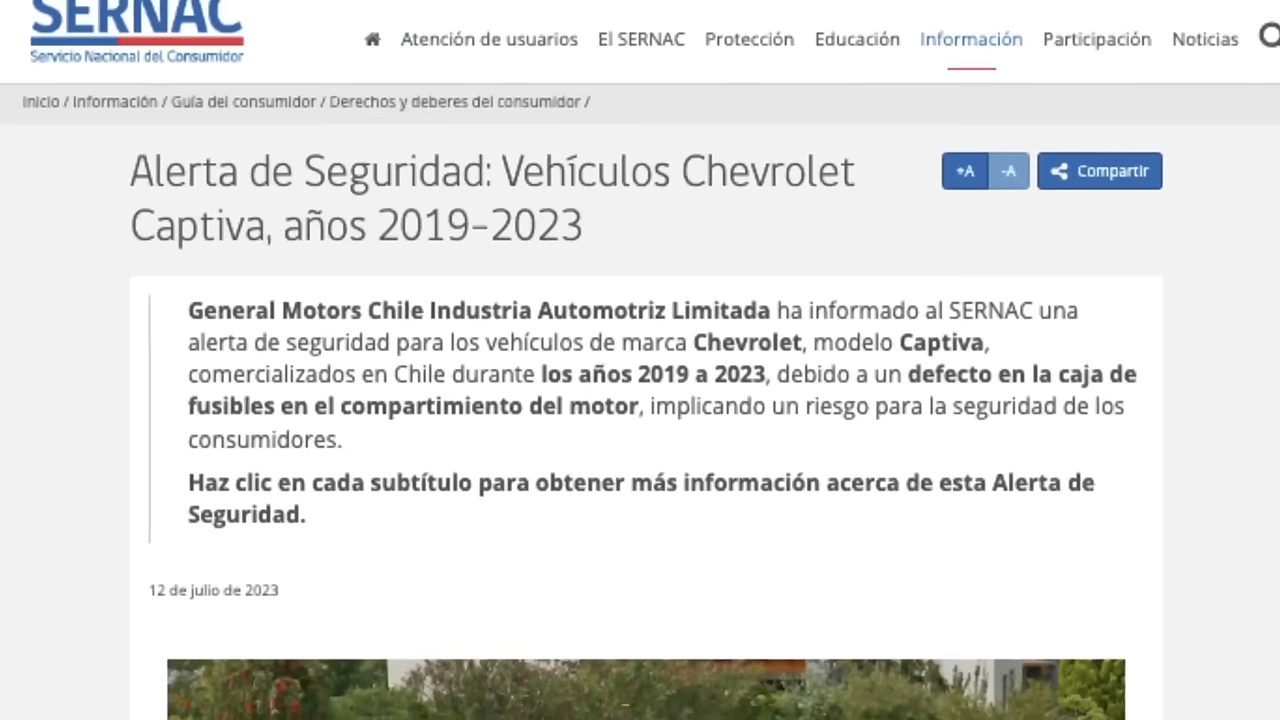 SERNAC
Servicio Nacional del Consumidor
Atención de usuarios El SERNAC Protección Educación Información Participación Noticias
Inicio / Información / Guía del consumidor / Derechos y deberes del consumidor /
Alerta de Seguridad: Vehículos Chevrolet
Captiva, años 2019-2023
+A -A Compartir
General Motors Chile Industria Automotriz Limitada ha informado al SERNAC una
alerta de seguridad para los vehículos de marca Chevrolet, modelo Captiva,
comercializados en Chile durante los años 2019 a 2023, debido a un defecto en la caja de
fusibles en el compartimiento del motor, implicando un riesgo para la seguridad de los
consumidores.
Haz clic en cada subtítulo para obtener más información acerca de esta Alerta de
Seguridad.
12 de julio de 2023